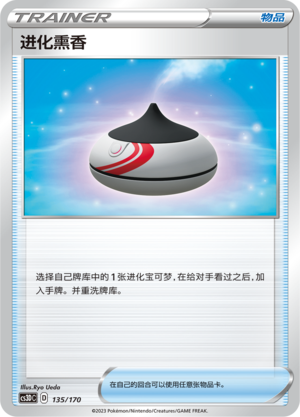 TRAINER 物品
进化熏香
选择自己牌库中的1张进化宝可梦,在给对手看过之后,加
入手牌。并重洗牌库。
Illus.Ryo Ueda
CS3D C D 135/170
在自己的回合可以使用任意张物品卡。
©2023 Pokémon/Nintendo/Creatures/GAME FREAK.